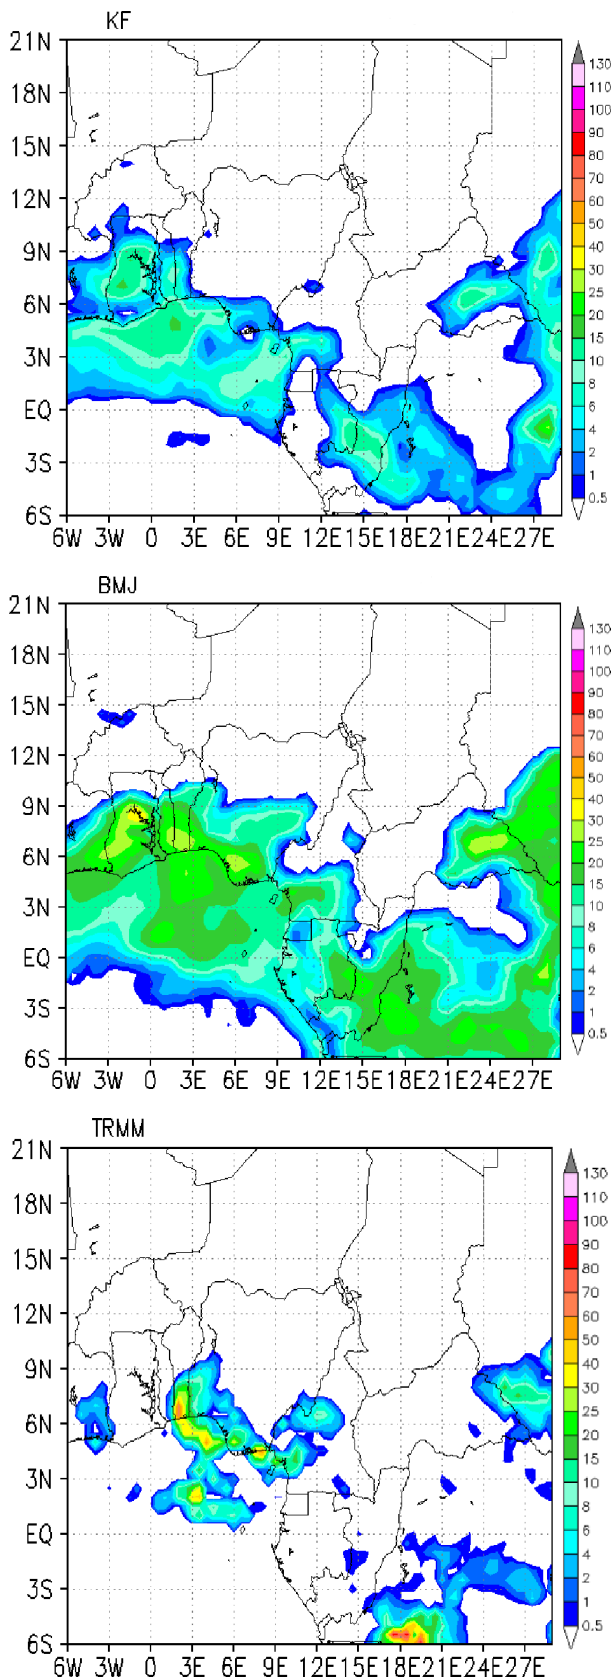 KF
21N
18N
15N
12N
9N
6N
3N
EQ
3S
6S
6W 3W 0 3E 6E 9E 12E15E18E21E24E27E
130
110
100
90
80
70
60
50
40
30
25
20
15
10
8
6
4
2
1
0.5
BMJ
21N
18N
15N
12N
9N
6N
3N
EQ
3S
6S
6W 3W 0 3E 6E 9E 12E15E18E21E24E27E
130
110
100
90
80
70
60
50
40
30
25
20
15
10
8
6
4
2
1
0.5
TRMM
21N
18N
15N
12N
9N
6N
3N
EQ
3S
6S
6W 3W 0 3E 6E 9E 12E15E18E21E24E27E
130
110
100
90
80
70
60
50
40
30
25
20
15
10
8
6
4
2
1
0.5